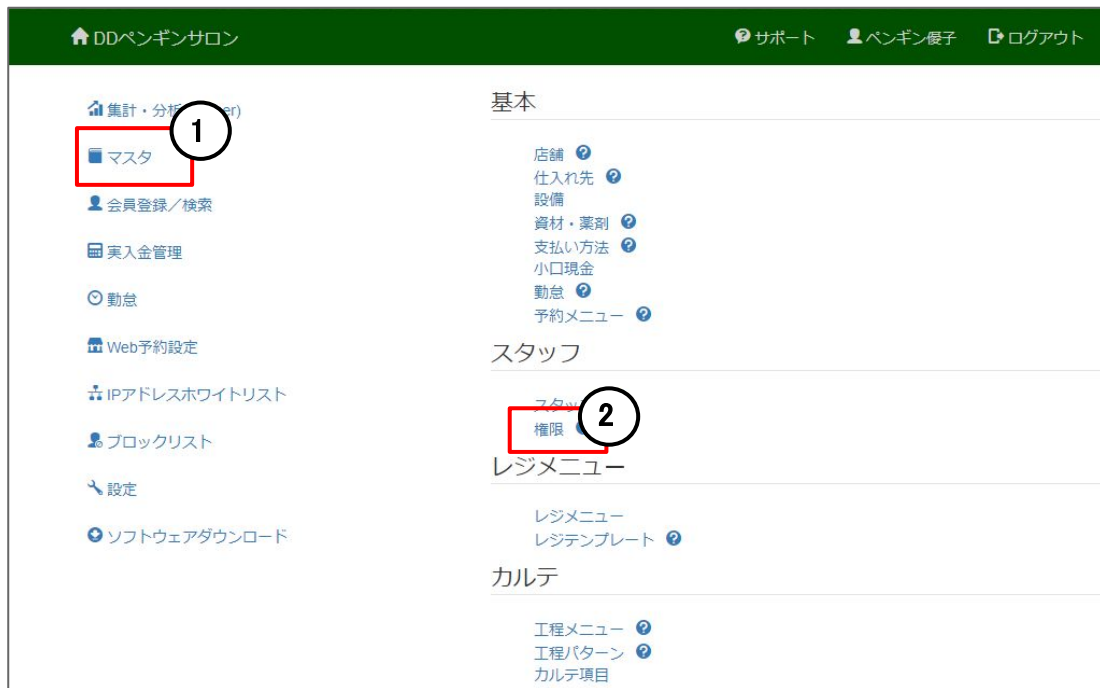 DDペンギンサロン
サポート
ペンギン優子
ログアウト
集計・分析 er)
1
マスタ
会員登録／検索
実入金管理
勤怠
Web予約設定
IPアドレスホワイトリスト
ブロックリスト
設定
ソフトウェアダウンロード
基本
店舗 ?
仕入れ先 ?
設備
資材・薬剤 ?
支払い方法 ?
小口現金
勤怠 ?
予約メニュー ?
スタッフ
スタッ
2
権限
レジメニュー
レジメニュー
レジテンプレート ?
カルテ
工程メニュー ?
工程パターン ?
カルテ項目